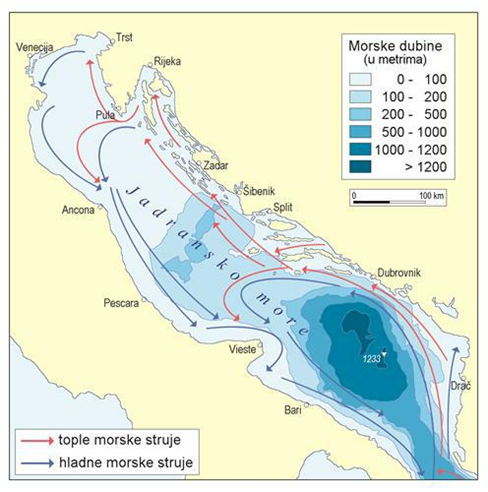 Trst
Venecija
Rijeka
Pula
Zadar
Šibenik
Split
Ancona
Jadransko more
Pescara
Dubrovnik
Vieste
Bari
Drač
1233
Morske dubine
(u metrima)
0 - 100
100 - 200
200 - 500
500 - 1000
1000 - 1200
> 1200
0 100 km
tople morske struje
hladne morske struje